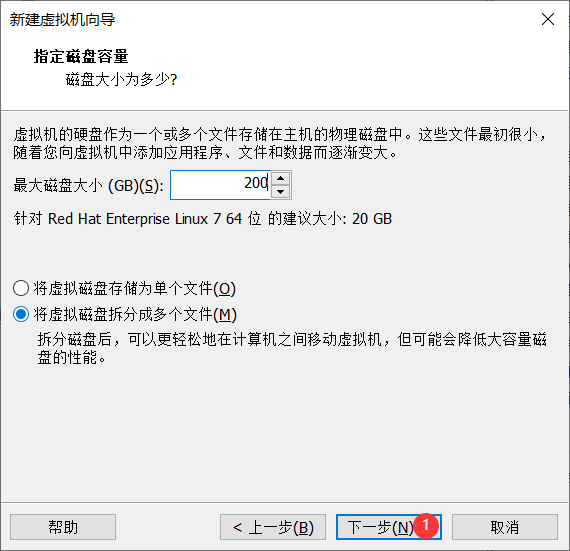 新建虚拟机向导
指定磁盘容量
磁盘大小为多少?
虚拟机的硬盘作为一个或多个文件存储在主机的物理磁盘中。这些文件最初很小，
随着您向虚拟机中添加应用程序、文件和数据而逐渐变大。
最大磁盘大小 (GB)(S): 200
针对 Red Hat Enterprise Linux 7 64 位 的建议大小: 20 GB
将虚拟磁盘存储为单个文件(O)
将虚拟磁盘拆分成多个文件(M)
拆分磁盘后，可以更轻松地在计算机之间移动虚拟机，但可能会降低大容量磁
盘的性能。
帮助 < 上一步(B) 下一步(N) 1 取消